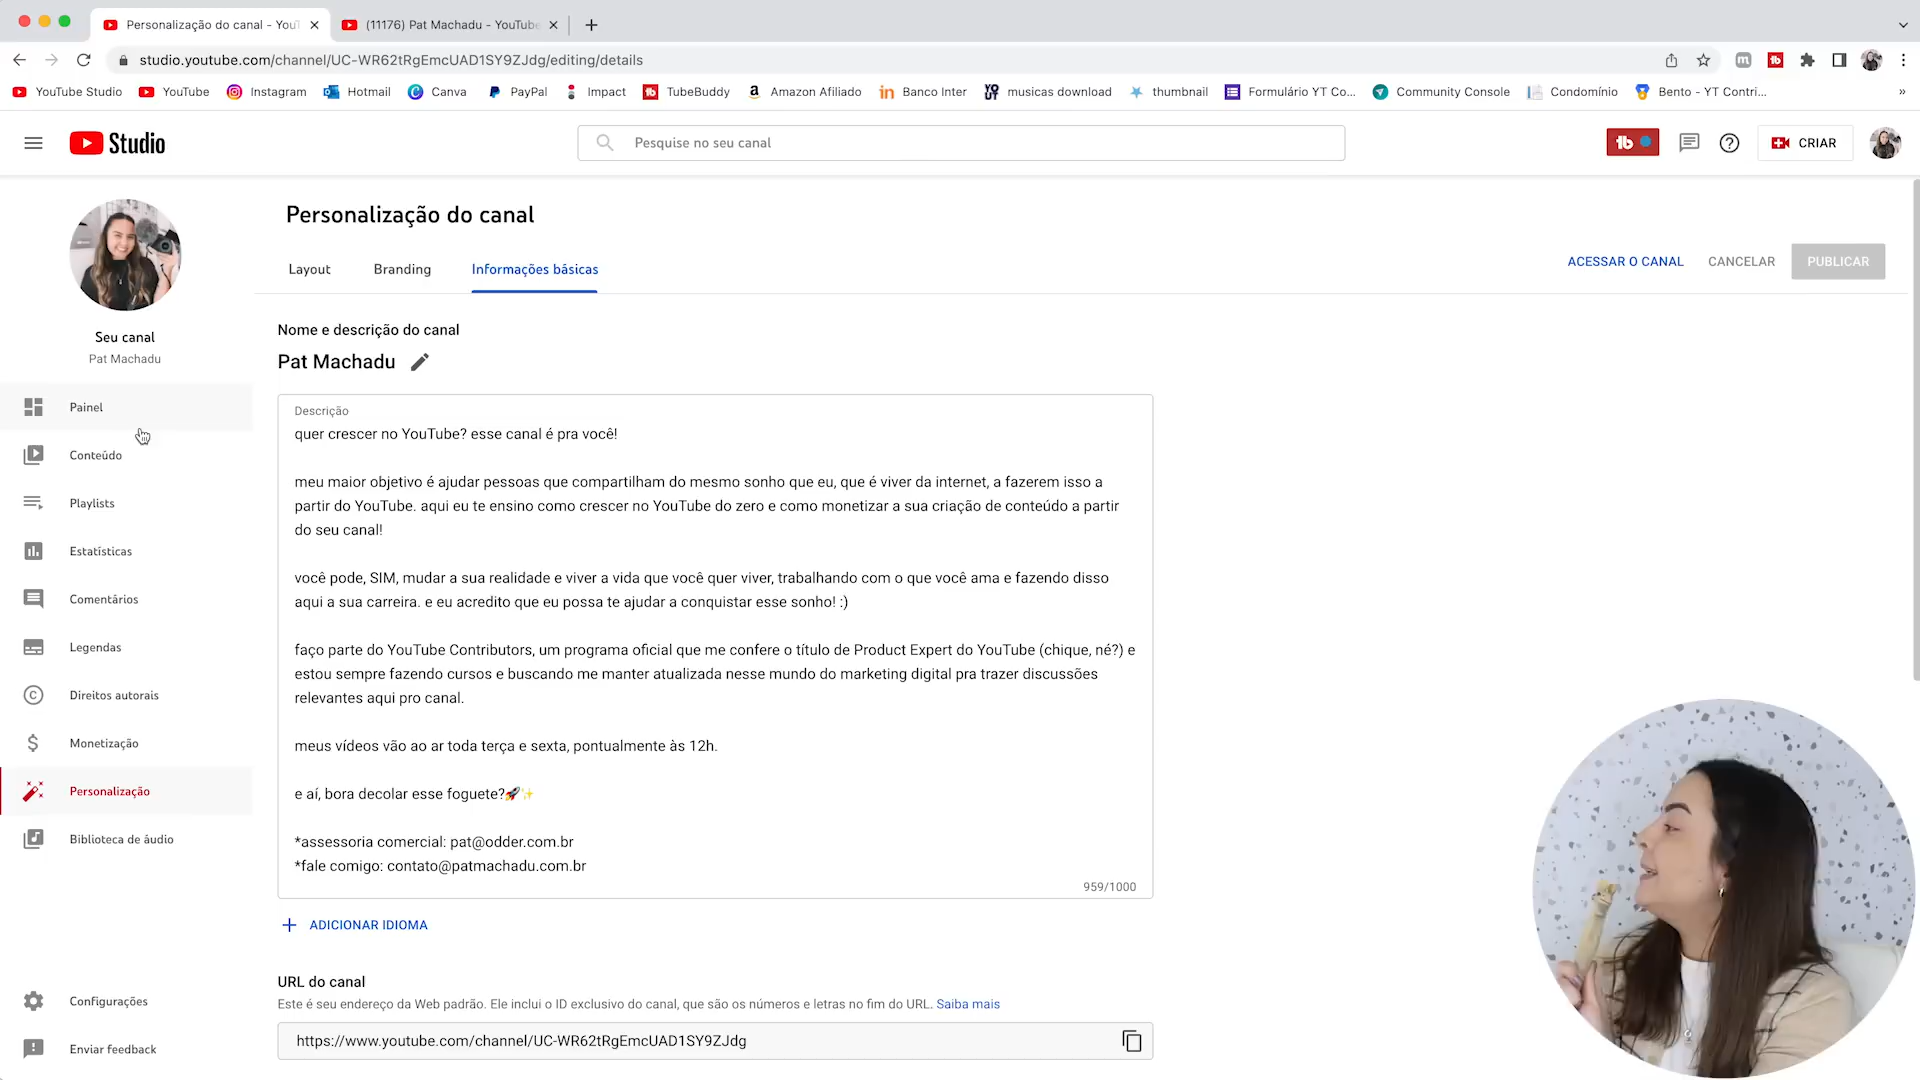 Personalização do canal - You
(11176) Pat Machadu - YouTube
studio.youtube.com/channel/UC-WR62tRgEmcUAD1SY9ZJdg/editing/details
YouTube Studio
YouTube
Instagram
Hotmail
Canva
PayPal
Impact
TubeBuddy
Amazon Afiliado
Banco Inter
musicas download
thumbnail
Formulário YT Co...
Community Console
Condomínio
Bento - YT Contri...
Studio
Pesquise no seu canal
CRIAR
Seu canal
Pat Machadu
Painel
Conteúdo
Playlists
Estatísticas
Comentários
Legendas
Direitos autorais
Monetização
Personalização
Biblioteca de áudio
Configurações
Enviar feedback
Personalização do canal
Layout
Branding
Informações básicas
ACESSAR O CANAL
CANCELAR
PUBLICAR
Nome e descrição do canal
Pat Machadu
Descrição
quer crescer no YouTube? esse canal é pra você!
meu maior objetivo é ajudar pessoas que compartilham do mesmo sonho que eu, que é viver da internet, a fazerem isso a
partir do YouTube. aqui eu te ensino como crescer no YouTube do zero e como monetizar a sua criação de conteúdo a partir
do seu canal!
você pode, SIM, mudar a sua realidade e viver a vida que você quer viver, trabalhando com o que você ama e fazendo disso
aqui a sua carreira. e eu acredito que eu possa te ajudar a conquistar esse sonho! :)
faço parte do YouTube Contributors, um programa oficial que me confere o título de Product Expert do YouTube (chique, né?) e
estou sempre fazendo cursos e buscando me manter atualizada nesse mundo do marketing digital pra trazer discussões
relevantes aqui pro canal.
meus vídeos vão ao ar toda terça e sexta, pontualmente às 12h.
e aí, bora decolar esse foguete?🚀✨
*assessoria comercial: pat@odder.com.br
*fale comigo: contato@patmachadu.com.br
959/1000
ADICIONAR IDIOMA
URL do canal
Este é seu endereço da Web padrão. Ele inclui o ID exclusivo do canal, que são os números e letras no fim do URL. Saiba mais
https://www.youtube.com/channel/UC-WR62tRgEmcUAD1SY9ZJdg